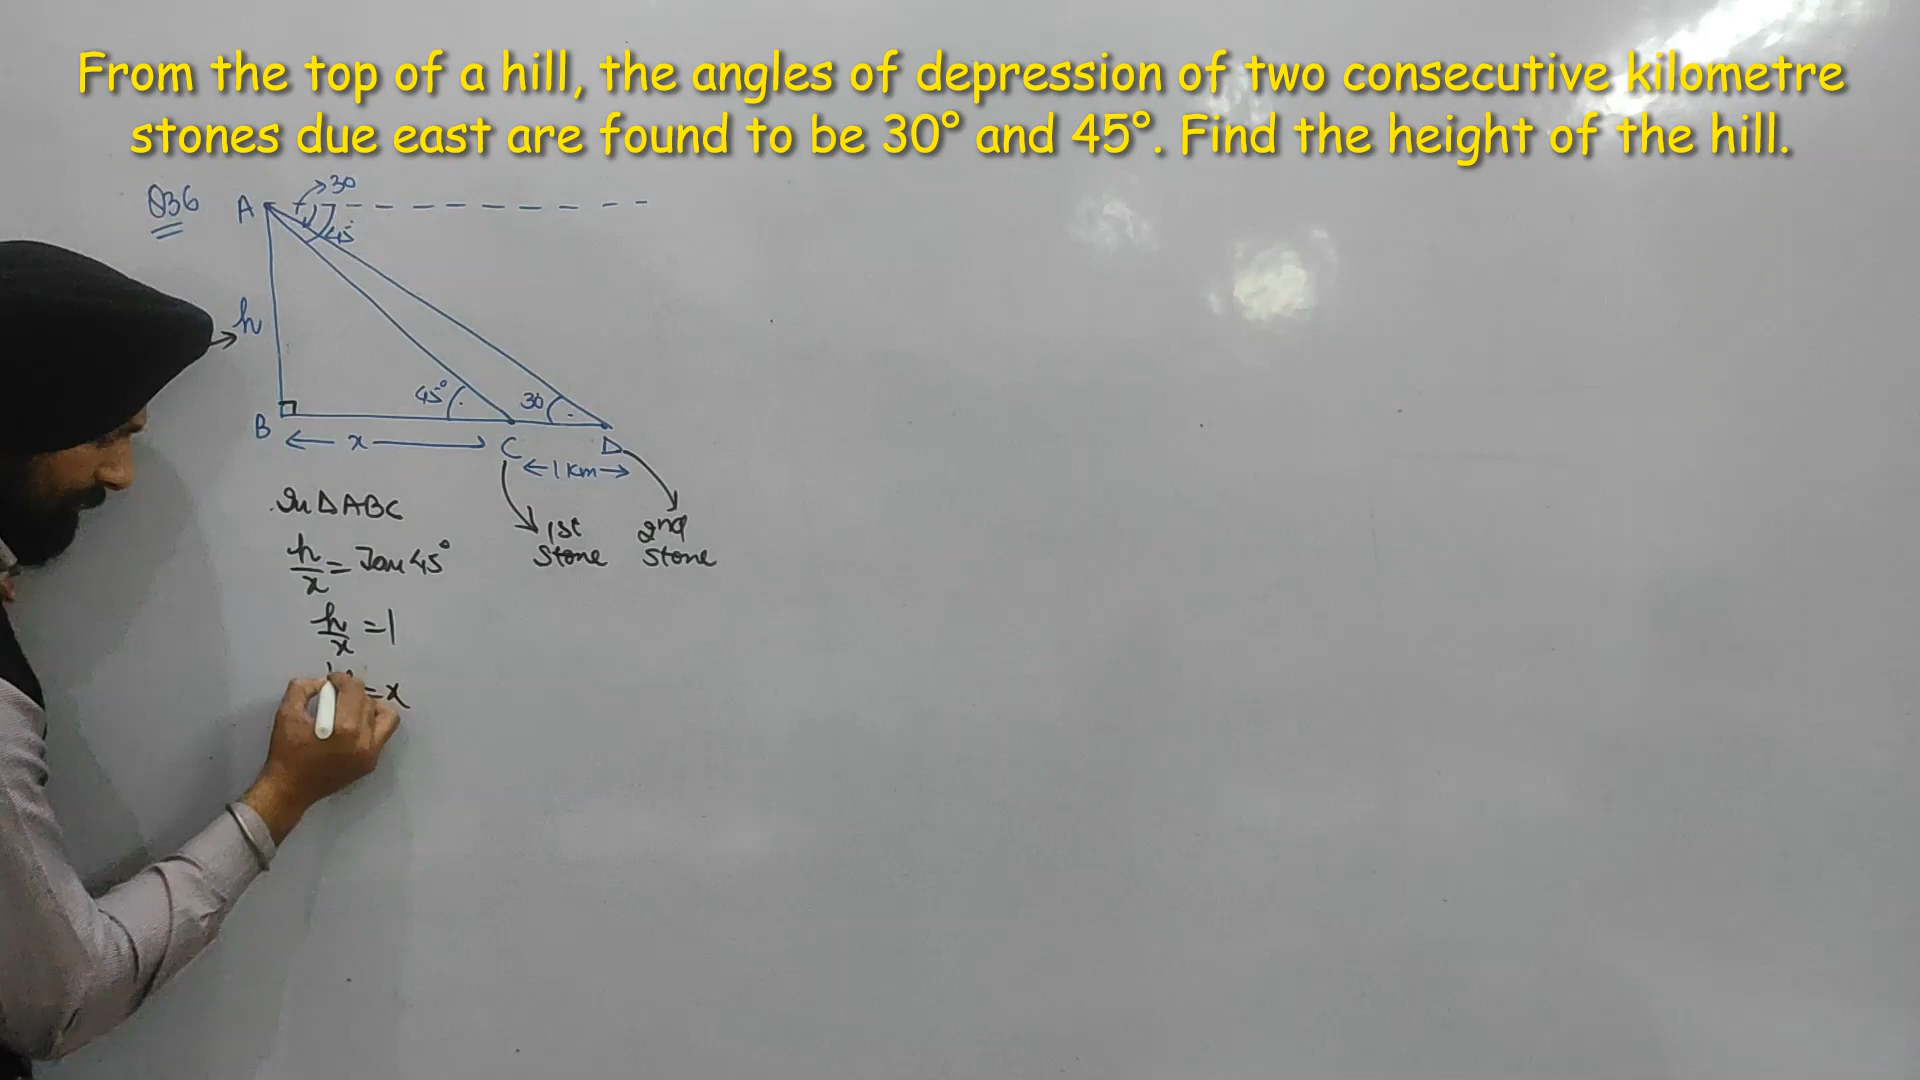 From the top of a hill, the angles of depression of two consecutive kilometre
stones due east are found to be 30° and 45°. Find the height of the hill.
Q36
A
30
45°
h
45°
30
B
x
C
D
1 Km
In △ABC
1st
Stone
2nd
Stone
h/x = Tan 45°
h/x = 1
= x